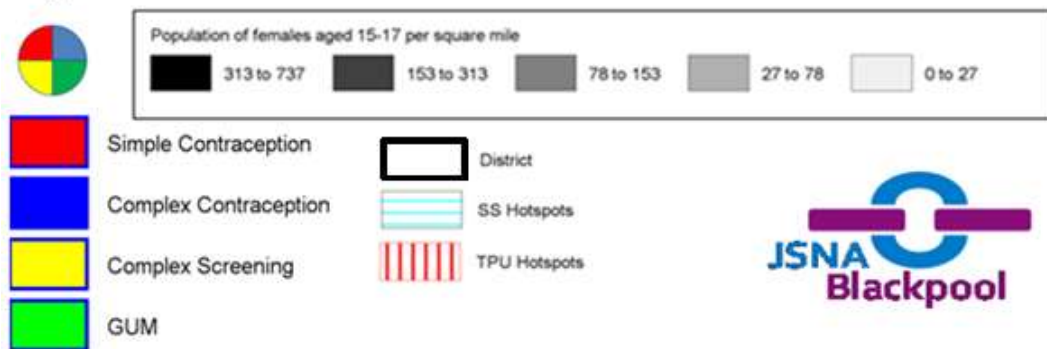 Population of females aged 15-17 per square mile
313 to 737
153 to 313
78 to 153
27 to 78
0 to 27
Simple Contraception
Complex Contraception
Complex Screening
GUM
District
SS Hotspots
TPU Hotspots
JSNA
Blackpool